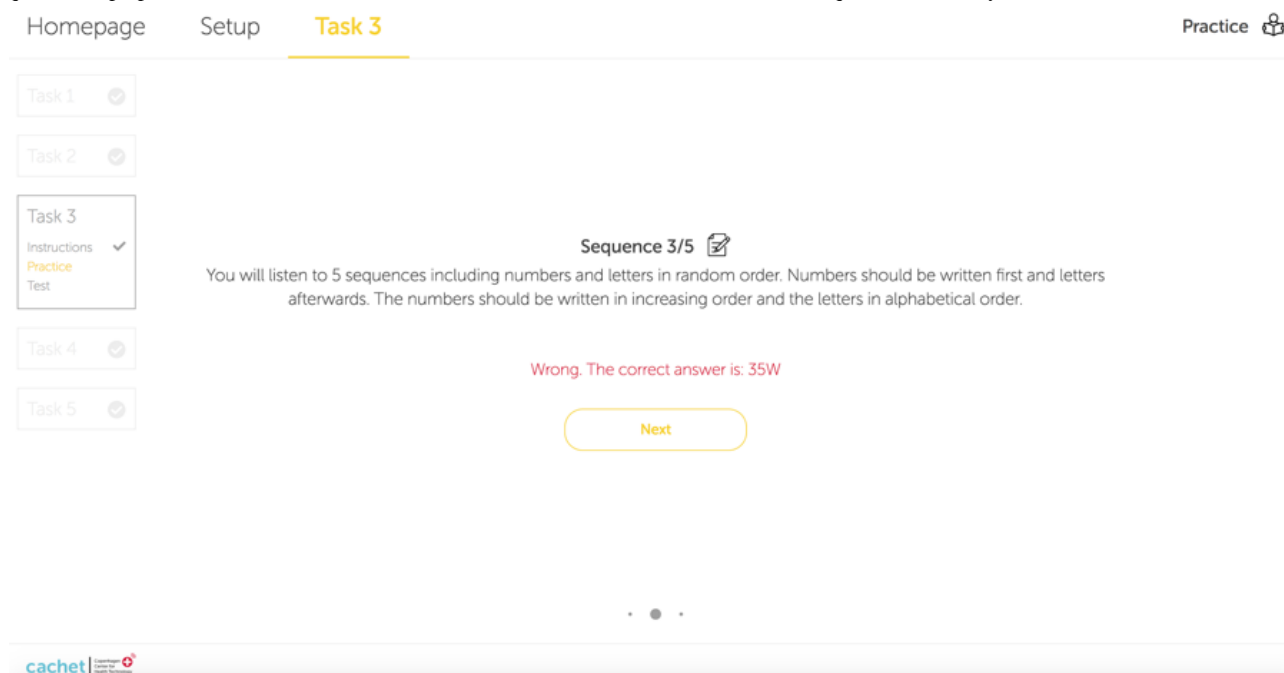 Homepage Setup Task 3 Practice
Task 1
Task 2
Task 3
Instructions
Practice
Test
Task 4
Task 5
Sequence 3/5
You will listen to 5 sequences including numbers and letters in random order. Numbers should be written first and letters
afterwards. The numbers should be written in increasing order and the letters in alphabetical order.
Wrong. The correct answer is: 35W
Next
cachet